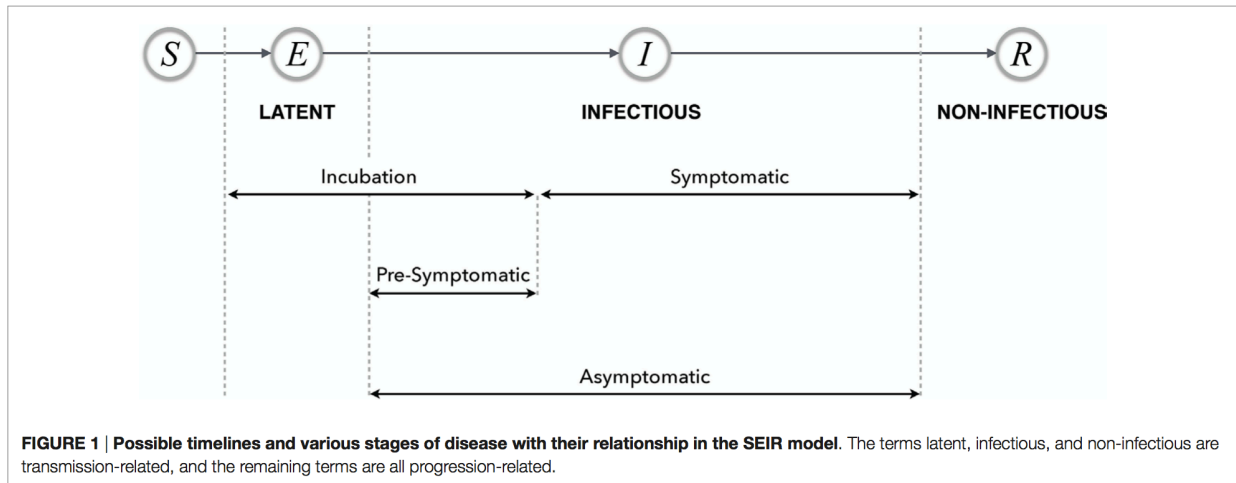 S E I R
LATENT INFECTIOUS NON-INFECTIOUS
Incubation Symptomatic
Pre-Symptomatic
Asymptomatic
FIGURE 1 | Possible timelines and various stages of disease with their relationship in the SEIR model. The terms latent, infectious, and non-infectious are
transmission-related, and the remaining terms are all progression-related.